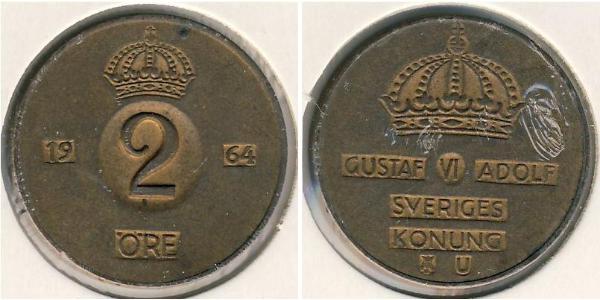 19 2 64
ÖRE
GUSTAF VI ADOLF
SVERIGES
KONUNG
U